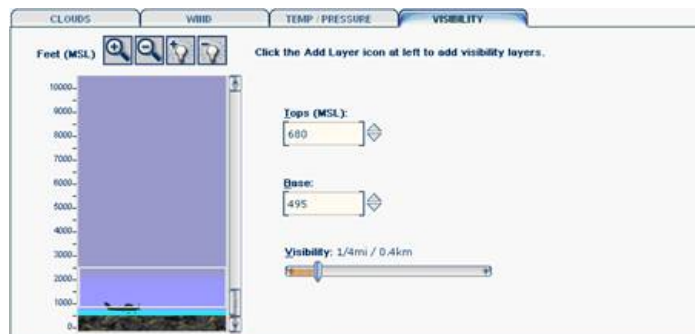 CLOUDS WIND TEMP / PRESSURE VISIBILITY
Feet (MSL) Click the Add Layer icon at left to add visibility layers.
10000
9000
8000
7000
6000
5000
4000
3000
2000
1000
0
Tops (MSL):
680
Base:
495
Visibility: 1/4mi / 0.4km